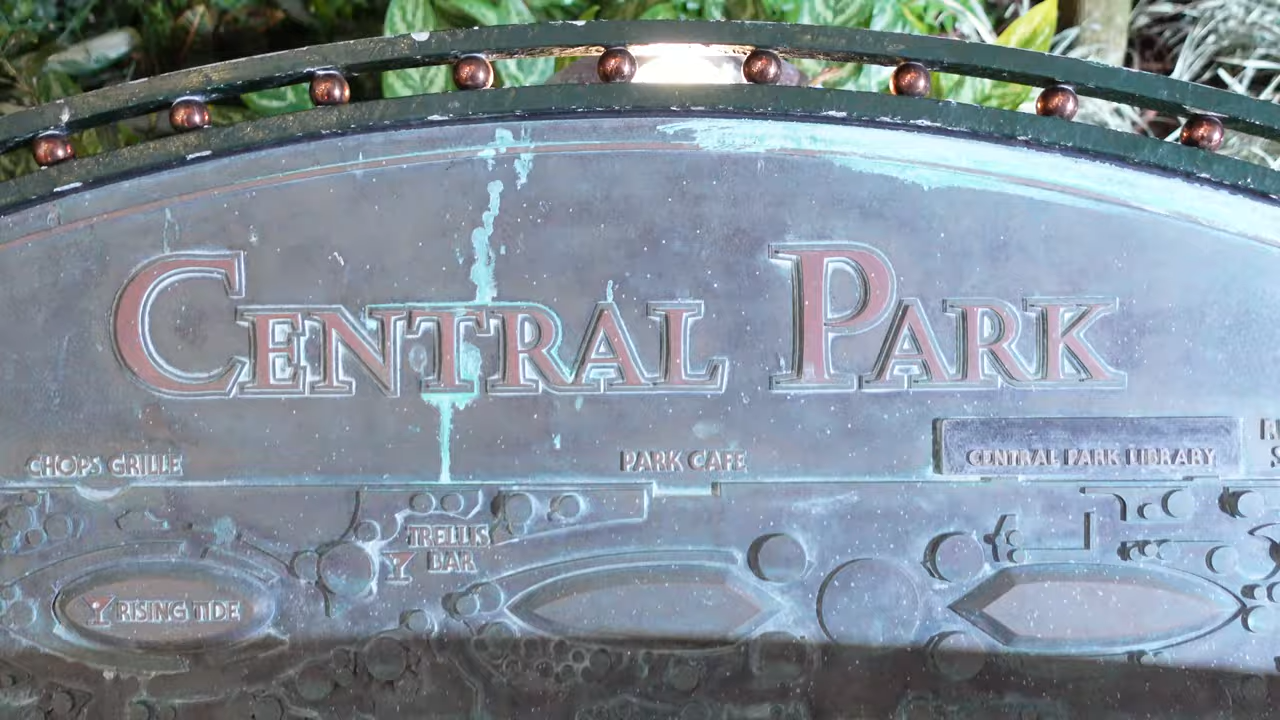 CENTRAL PARK
CHOPS GRILLE
PARK CAFE
CENTRAL PARK LIBRARY
TRELLIS
BAR
RISING TIDE